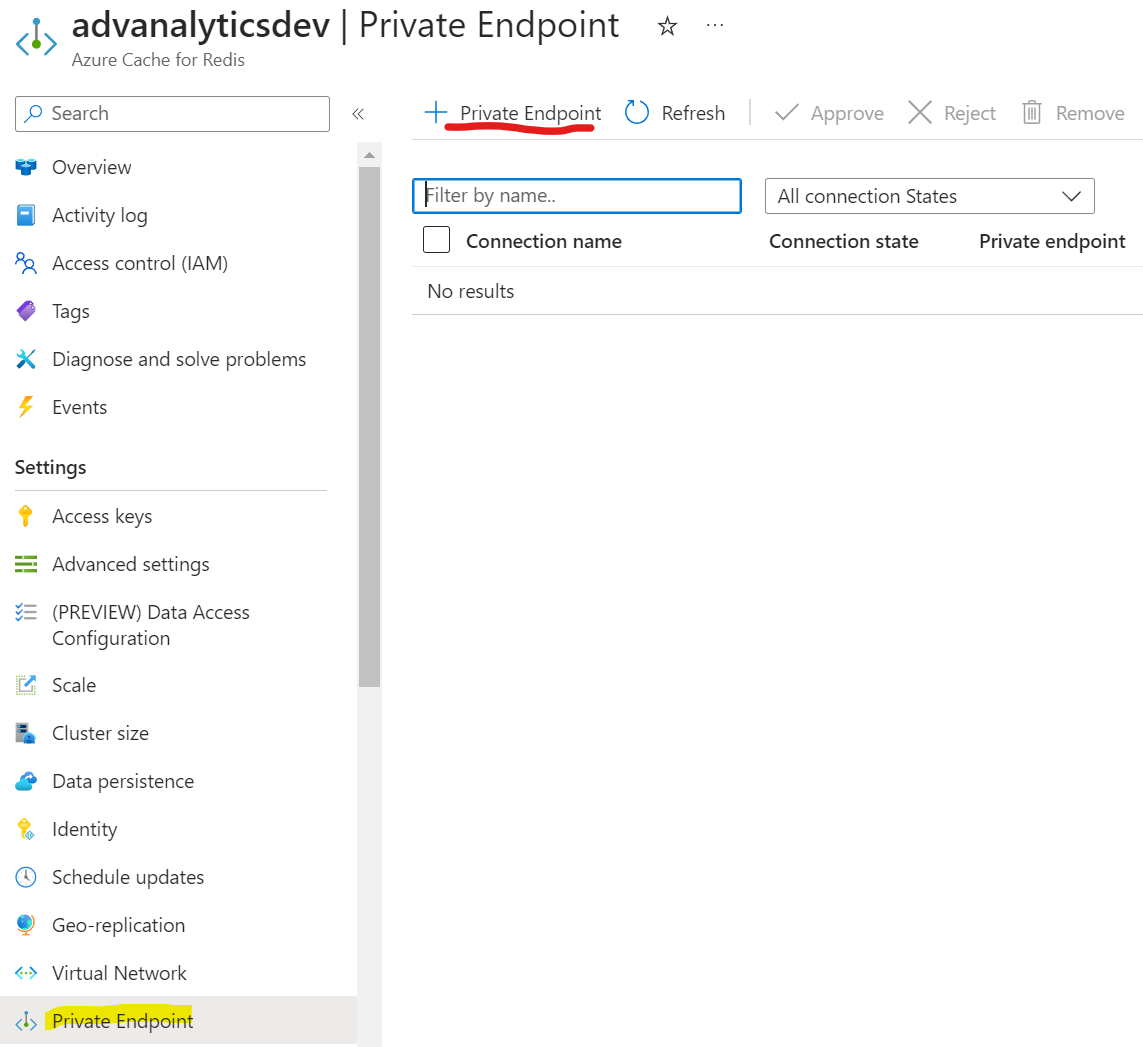 advanalyticsdev | Private Endpoint
Azure Cache for Redis
Search
Overview
Activity log
Access control (IAM)
Tags
Diagnose and solve problems
Events
Settings
Access keys
Advanced settings
(PREVIEW) Data Access
Configuration
Scale
Cluster size
Data persistence
Identity
Schedule updates
Geo-replication
Virtual Network
Private Endpoint
Private Endpoint Refresh Approve Reject Remove
Filter by name.. All connection States
Connection name Connection state Private endpoint
No results